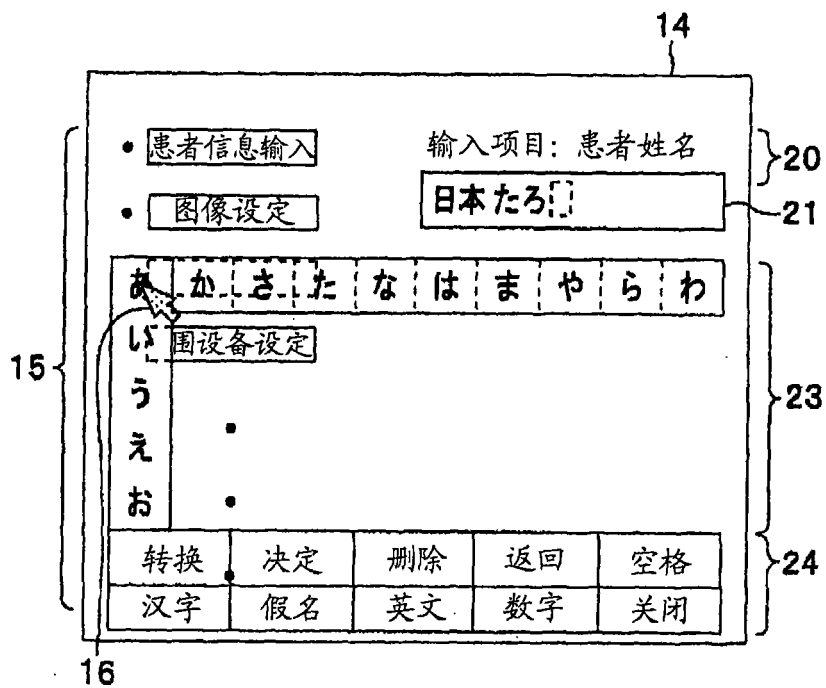 14
患者信息输入
输入项目：患者姓名
20
图像设定
日本 たろ
21
あ か さ た な は ま や ら わ
い
围设备设定
15
う
23
え
お
转换 决定 删除 返回 空格
24
汉字 假名 英文 数字 关闭
16